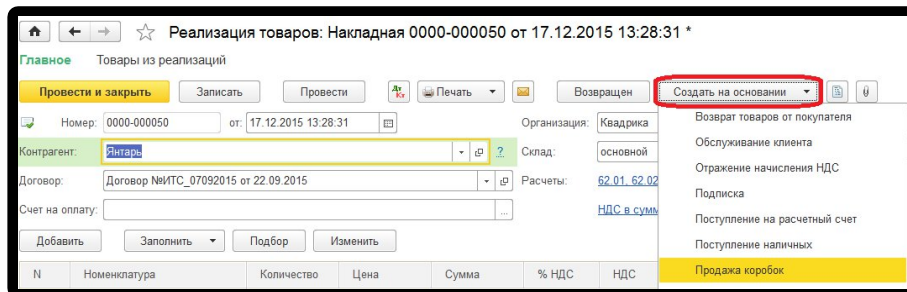 Реализация товаров: Накладная 0000-000050 от 17.12.2015 13:28:31 *
Главное Товары из реализаций
Провести и закрыть Записать Провести Дт Кт Печать Возвращен Создать на основании
Номер: 0000-000050 от: 17.12.2015 13:28:31 Организация: Квадрика
Контрагент: Янтарь ? Склад: основной
Договор: Договор №ИТС_07092015 от 22.09.2015 Расчеты: 62.01, 62.02
Счет на оплату: ... НДС в сумм
Добавить Заполнить Подбор Изменить
N Номенклатура Количество Цена Сумма % НДС НДС
Возврат товаров от покупателя
Обслуживание клиента
Отражение начисления НДС
Подписка
Поступление на расчетный счет
Поступление наличных
Продажа коробок